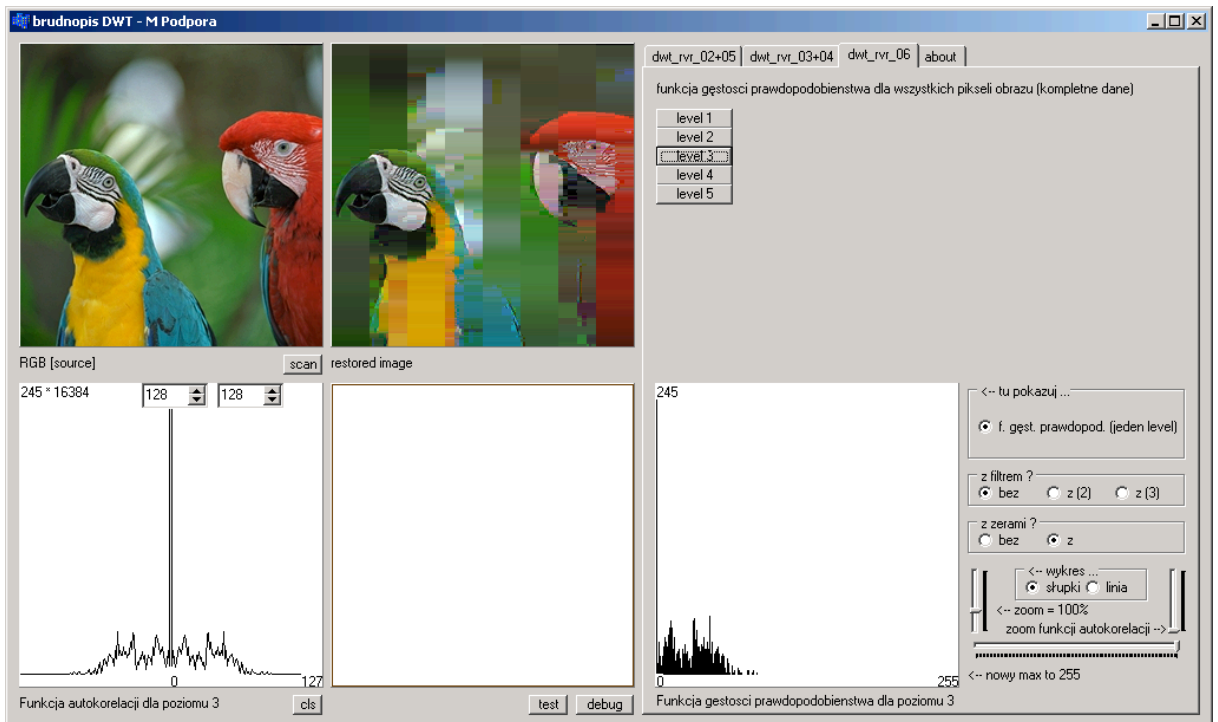 brudnopis DWT - M Podpora
dwt_rvr_02+05
dwt_rvr_03+04
dwt_rvr_06
about
funkcja gęstosci prawdopodobienstwa dla wszystkich pikseli obrazu (kompletne dane)
level 1
level 2
level 3
level 4
level 5
RGB [source]
scan
restored image
245 * 16384
128
128
0
127
Funkcja autokorelacji dla poziomu 3
cls
test
debug
245
0
255
Funkcja gestosci prawdopodobienstwa dla poziomu 3
<-- tu pokazuj ...
f. gęst. prawdopod. (jeden level)
z filtrem ?
bez
z (2)
z (3)
z zerami ?
bez
z
<-- wykres ...
słupki
linia
<-- zoom = 100%
zoom funkcji autokorelacji -->
<-- nowy max to 255